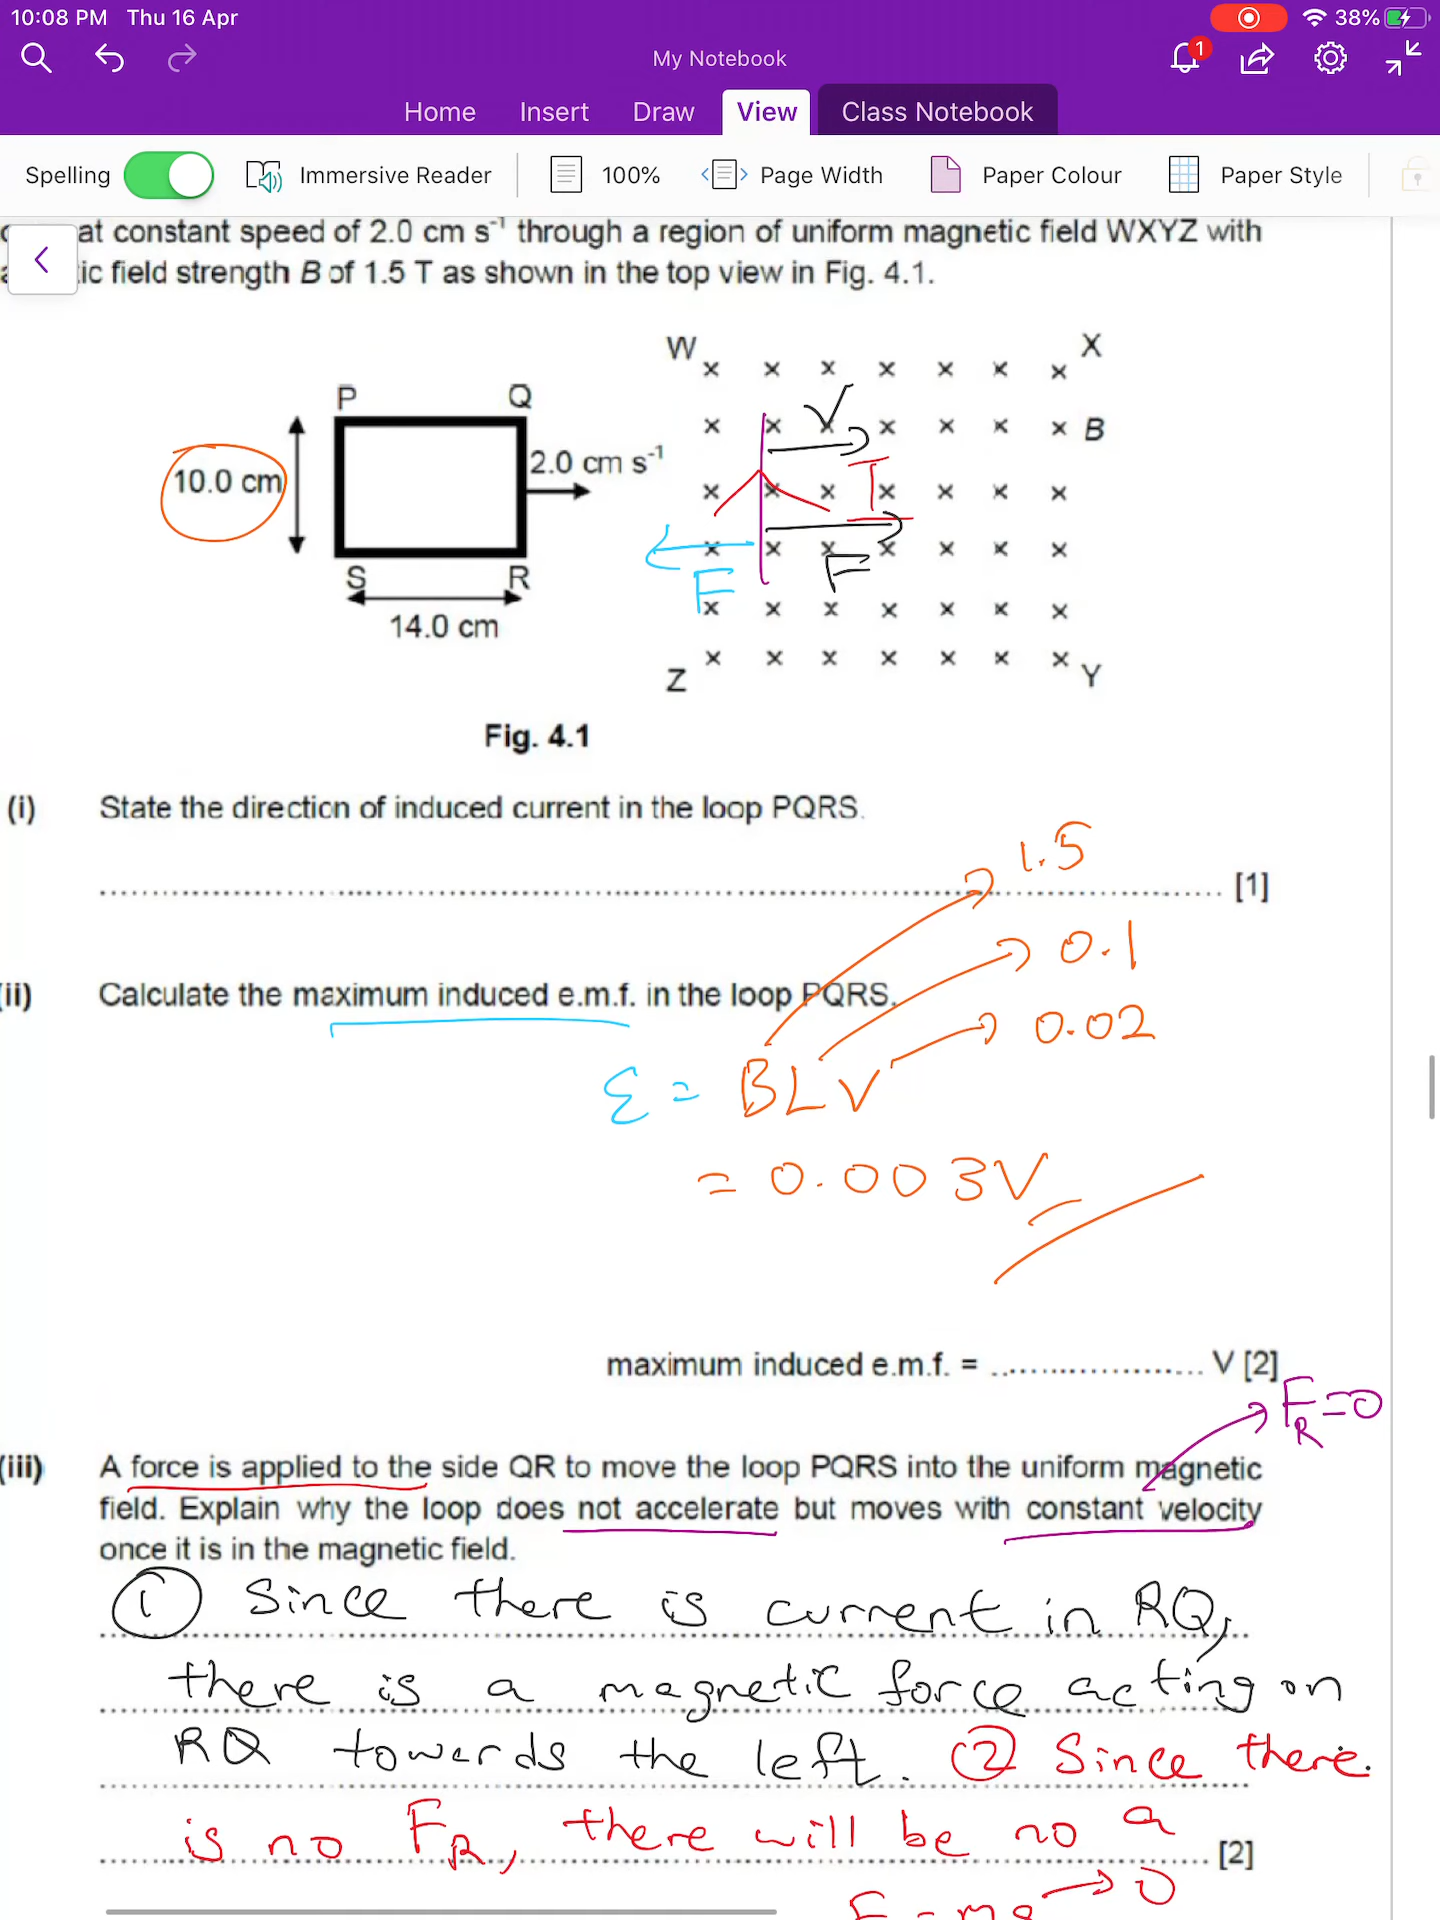 10:08 PM Thu 16 Apr
38%
My Notebook
1
Home Insert Draw View Class Notebook
Spelling Immersive Reader 100% Page Width Paper Colour Paper Style
at constant speed of 2.0 cm s⁻¹ through a region of uniform magnetic field WXYZ with
ic field strength B of 1.5 T as shown in the top view in Fig. 4.1.
W X
P Q
V
B
10.0 cm
2.0 cm s⁻¹
I
F F
S R
14.0 cm
Z Y
Fig. 4.1
(i) State the direction of induced current in the loop PQRS.
1.5
[1]
0.1
(ii) Calculate the maximum induced e.m.f. in the loop PQRS.
0.02
ε = BLV
= 0.003V
maximum induced e.m.f. = V [2]
F_R=0
(iii) A force is applied to the side QR to move the loop PQRS into the uniform magnetic
field. Explain why the loop does not accelerate but moves with constant velocity
once it is in the magnetic field.
① Since there is current in RQ,
there is a magnetic force acting on
RQ towards the left. ② Since there
is no F_R, there will be no a
[2]
F = ma → 0